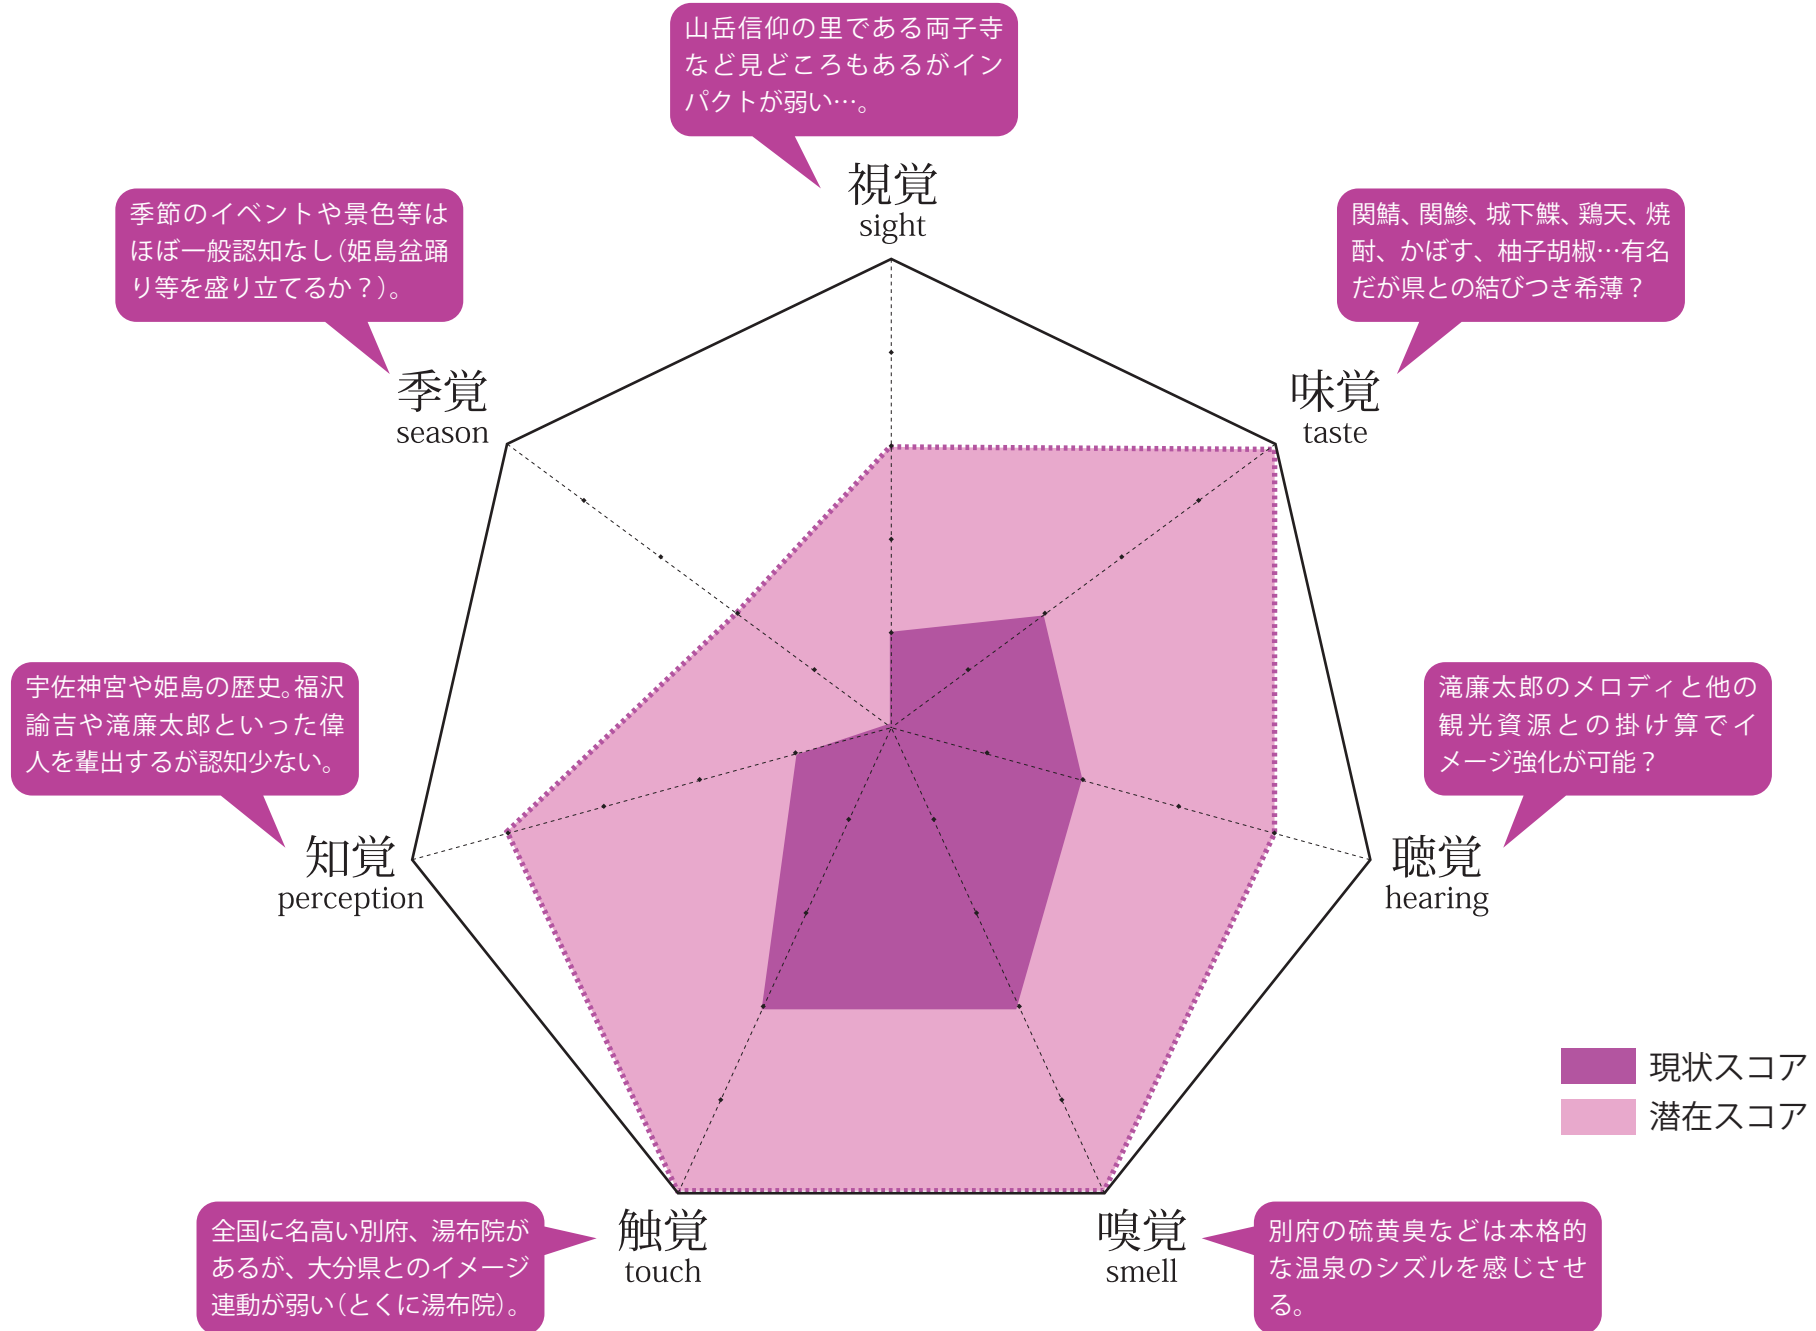 山岳信仰の里である両子寺
など見どころもあるがイン
パクトが弱い…。
視覚
sight
季節のイベントや景色等は
ほぼ一般認知なし（姫島盆踊
り等を盛り立てるか？）。
季覚
season
関鯖、関鯵、城下鰈、鶏天、焼
酎、かぼす、柚子胡椒…有名
だが県との結びつき希薄？
味覚
taste
宇佐神宮や姫島の歴史。福沢
諭吉や滝廉太郎といった偉
人を輩出するが認知少ない。
知覚
perception
滝廉太郎のメロディと他の
観光資源との掛け算でイ
メージ強化が可能？
聴覚
hearing
現状スコア
潜在スコア
全国に名高い別府、湯布院が
あるが、大分県とのイメージ
連動が弱い（とくに湯布院）。
触覚
touch
嗅覚
smell
別府の硫黄臭などは本格的
な温泉のシズルを感じさせ
る。